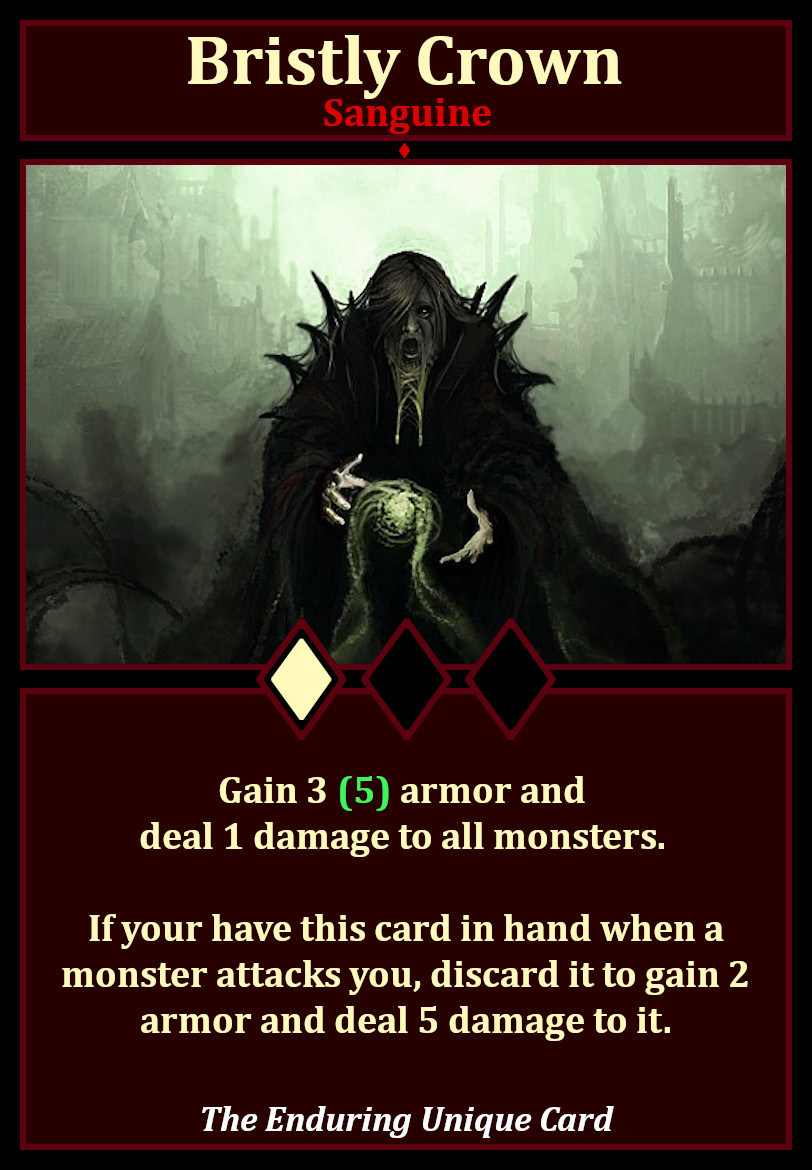 Bristly Crown
Sanguine
Gain 3 (5) armor and
deal 1 damage to all monsters.
If your have this card in hand when a
monster attacks you, discard it to gain 2
armor and deal 5 damage to it.
The Enduring Unique Card